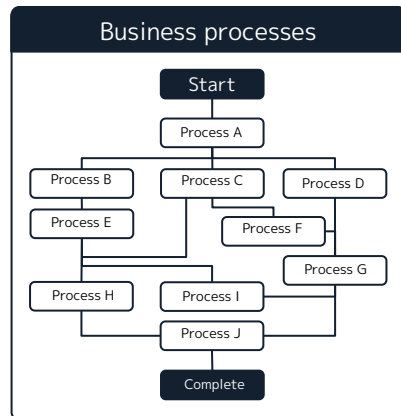 Business processes
Start
Process A
Process B
Process C
Process D
Process E
Process F
Process G
Process H
Process I
Process J
Complete